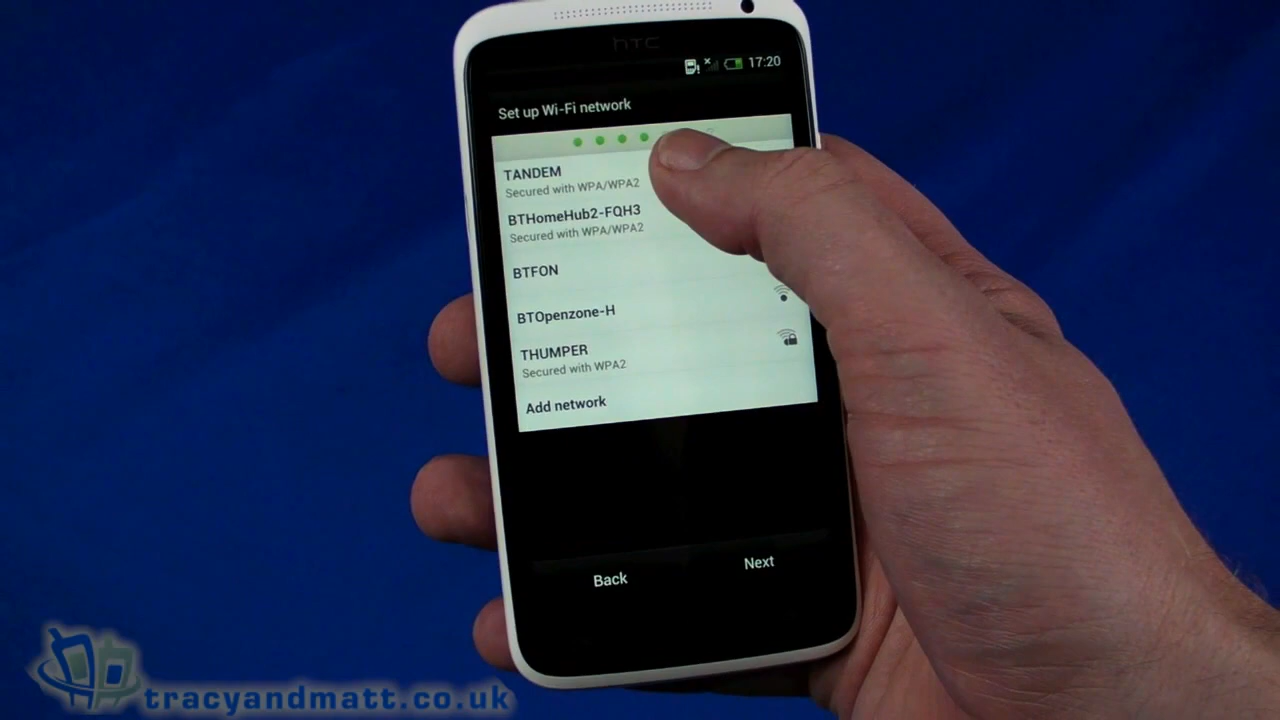 hTC
17:20
Set up Wi-Fi network
TANDEM
Secured with WPA/WPA2
BTHomeHub2-FQH3
Secured with WPA/WPA2
BTFON
BTOpenzone-H
THUMPER
Secured with WPA2
Add network
Back
Next
tracyandmatt.co.uk